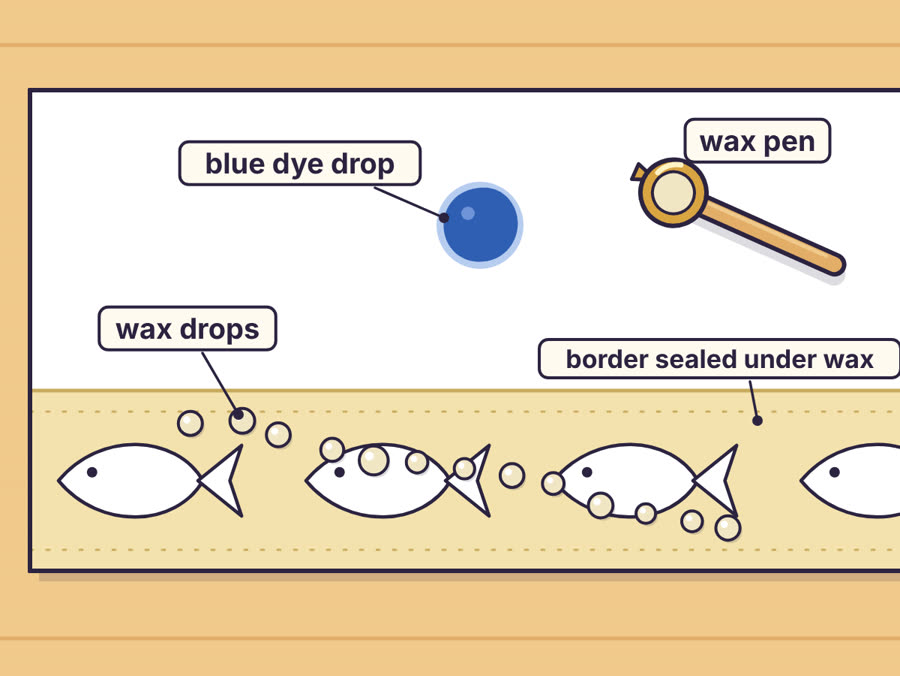 wax pen
blue dye drop
wax drops
border sealed under wax